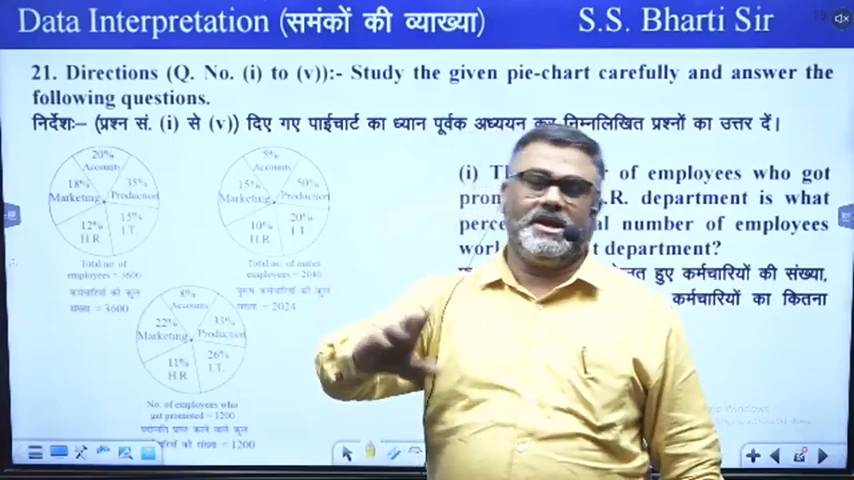 Data Interpretation (समंकों की व्याख्या)
S.S. Bharti Sir
21. Directions (Q. No. (i) to (v)):- Study the given pie-chart carefully and answer the
following questions.
निर्देशः– (प्रश्न सं. (i) से (v)) दिए गए पाईचार्ट का ध्यान पूर्वक अध्ययन कर निम्नलिखित प्रश्नों का उत्तर दें।
20%
Accounts
18%
35%
Marketing
Production
12%
15%
H.R.
I.T.
Total no. of
employees = 3600
कर्मचारियों की कुल
संख्या = 3600
5%
Accounts
15%
50%
Marketing
Production
10%
20%
H.R.
I.T.
Total no. of males
employees = 2040
पुरुष कर्मचारियों की कुल
संख्या = 2024
8%
Accounts
22%
33%
Marketing
Production
11%
26%
H.R.
I.T.
No. of employees who
got promoted = 1200
वाले कुल
की संख्या = 1200
(i) of employees who got
R. department is what
number of employees
department?
हुए कर्मचारियों की संख्या,
कर्मचारियों का कितना
Windows